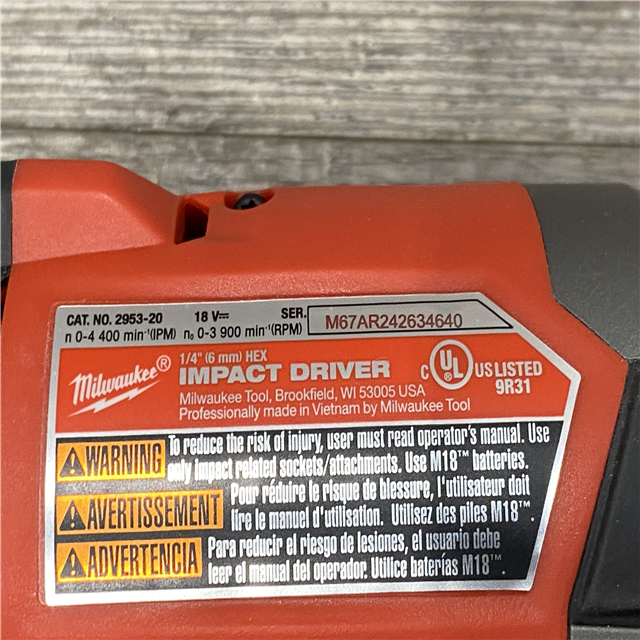 CAT. NO. 2953-20 18 V⎓ SER. M67AR242634640
n 0-4 400 min⁻¹(IPM) n₀ 0-3 900 min⁻¹(RPM)
1/4" (6 mm) HEX
Milwaukee® IMPACT DRIVER
Milwaukee Tool, Brookfield, WI 53005 USA
Professionally made in Vietnam by Milwaukee Tool
C UL® US LISTED
9R31
WARNING To reduce the risk of injury, user must read operator's manual. Use
only impact related sockets/attachments. Use M18™ batteries.
AVERTISSEMENT Pour réduire le risque de blessure, l'utilisateur doit
lire le manuel d'utilisation. Utilisez des piles M18™.
ADVERTENCIA Para reducir el riesgo de lesiones, el usuario debe
leer el manual del operador. Utilice baterías M18™.